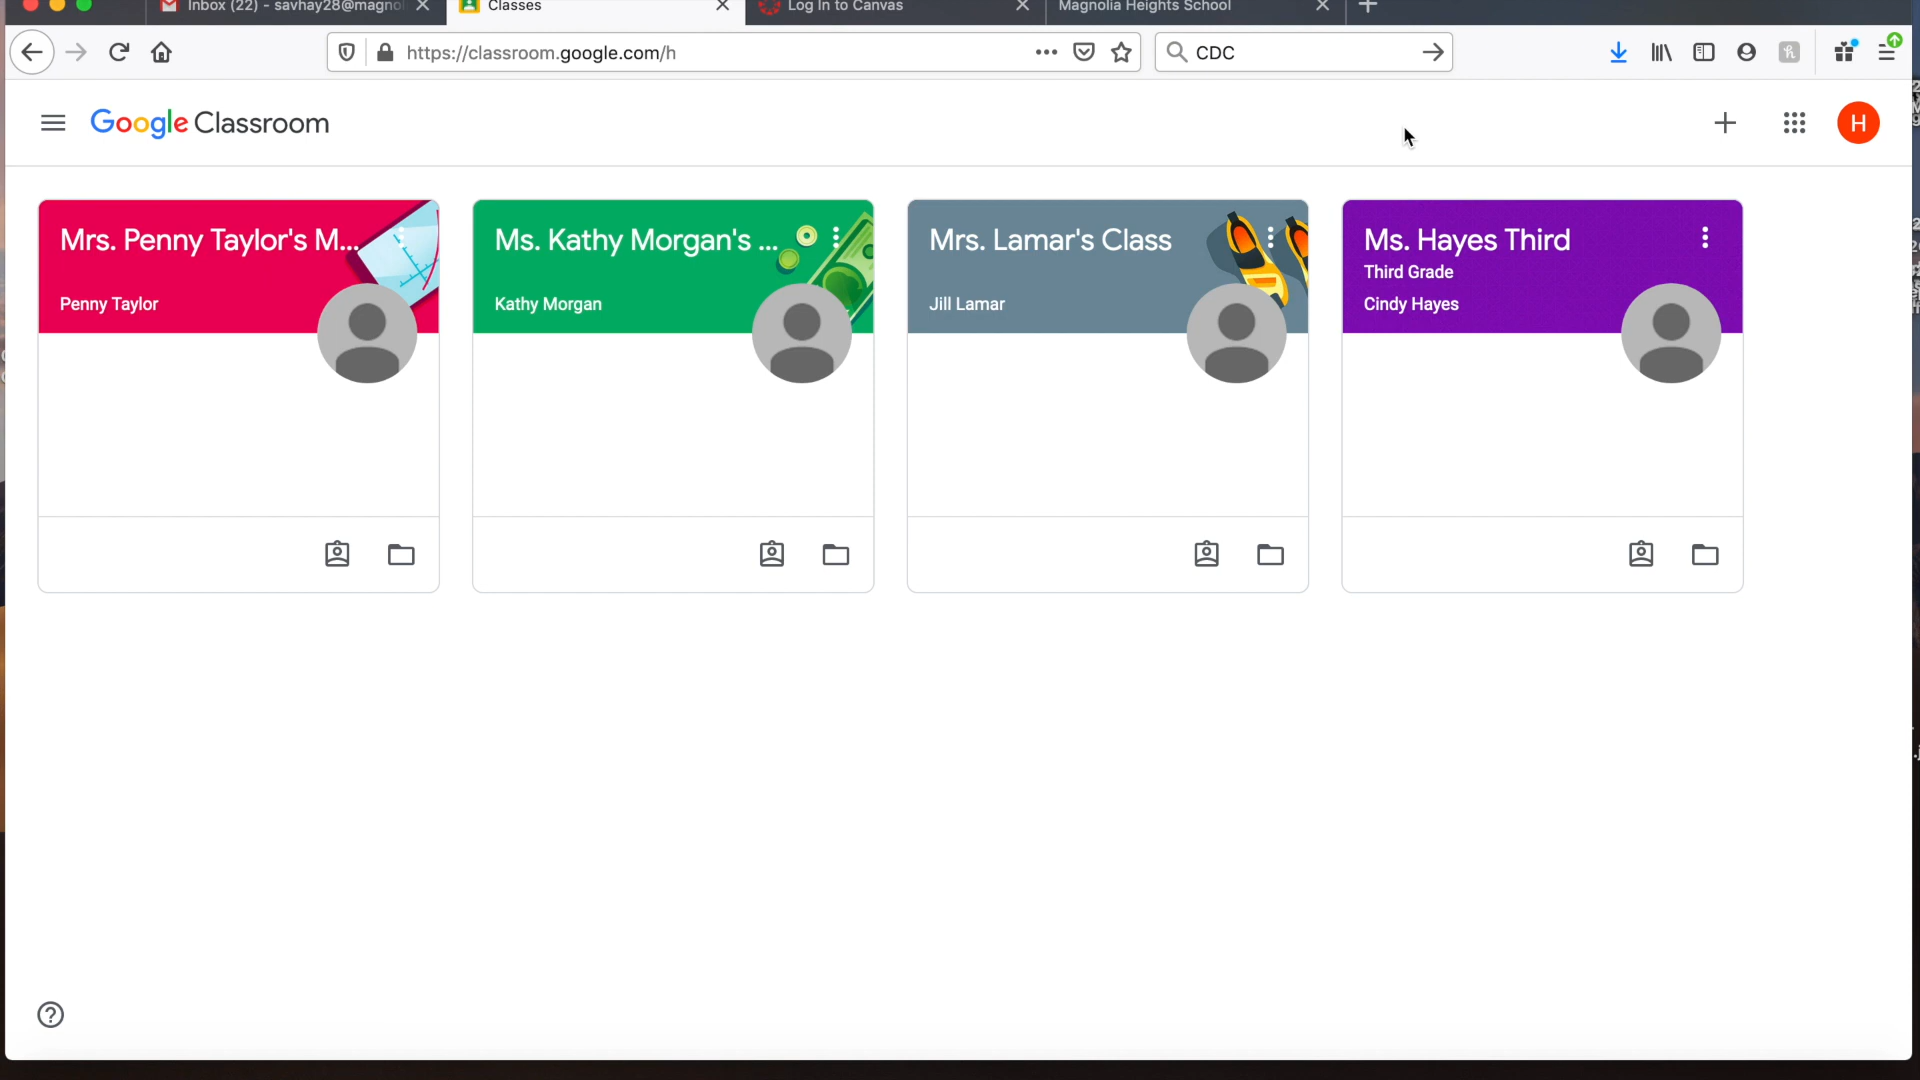 Inbox (22) - savhay28@magnol
Classes
Log In to Canvas
Magnolia Heights School
https://classroom.google.com/h
CDC
Google Classroom
H
Mrs. Penny Taylor's M...
Penny Taylor
Ms. Kathy Morgan's ...
Kathy Morgan
Mrs. Lamar's Class
Jill Lamar
Ms. Hayes Third
Third Grade
Cindy Hayes